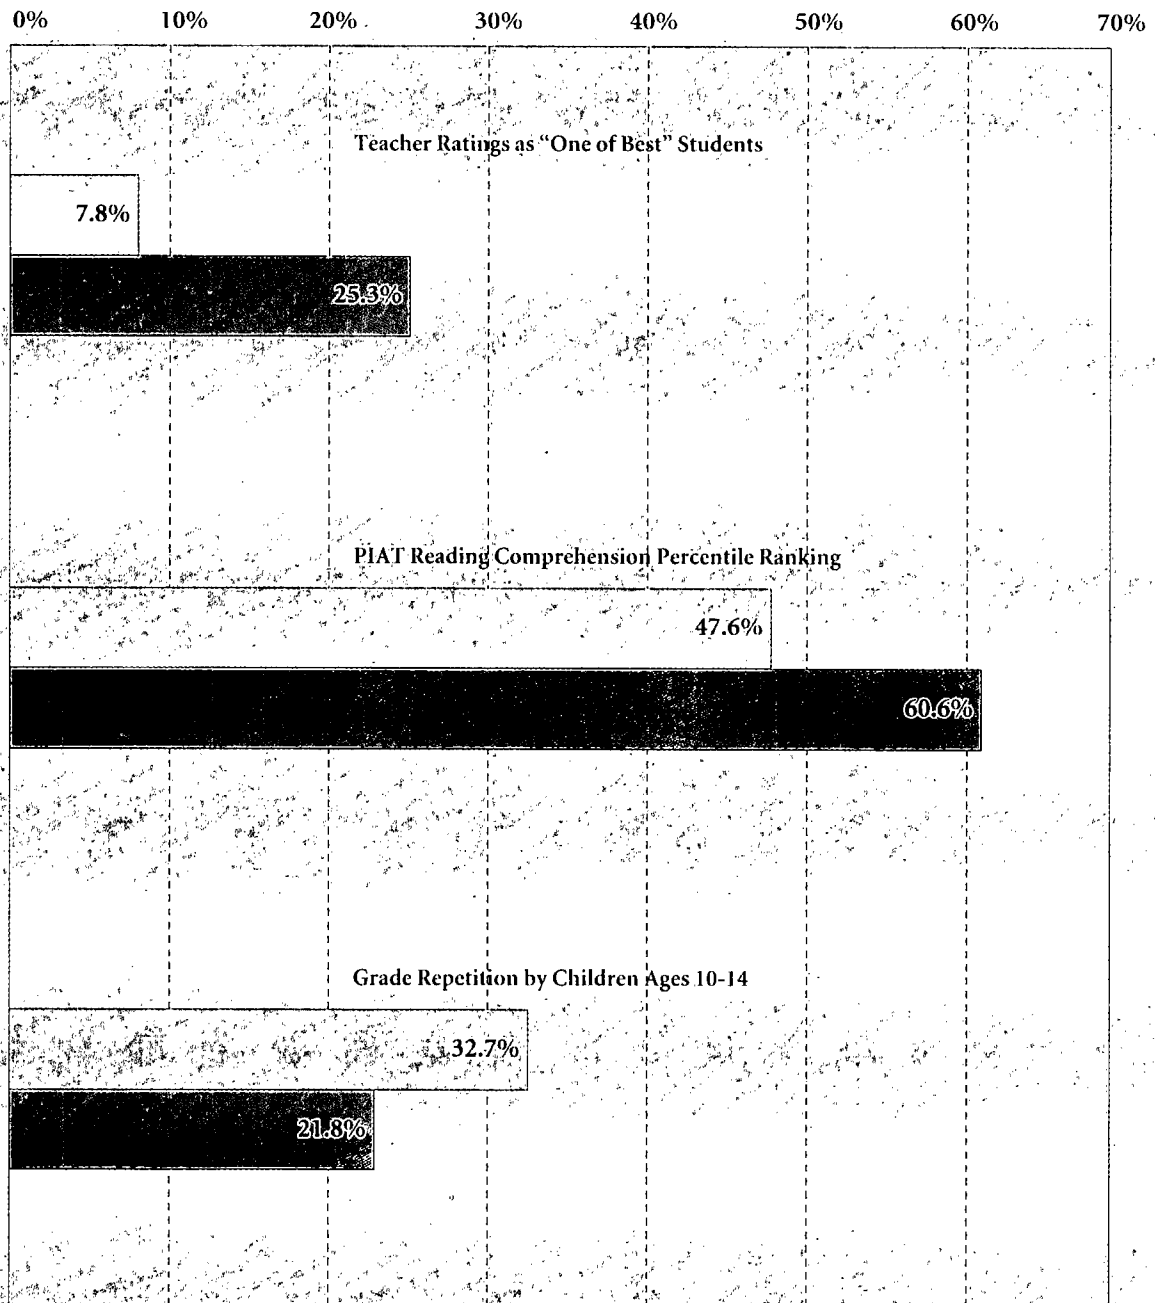 0% 10% 20% 30% 40% 50% 60% 70%
Teacher Ratings as “One of Best” Students
7.8%
25.3%
PIAT Reading Comprehension Percentile Ranking
47.6%
60.6%
Grade Repetition by Children Ages 10-14
32.7%
21.8%